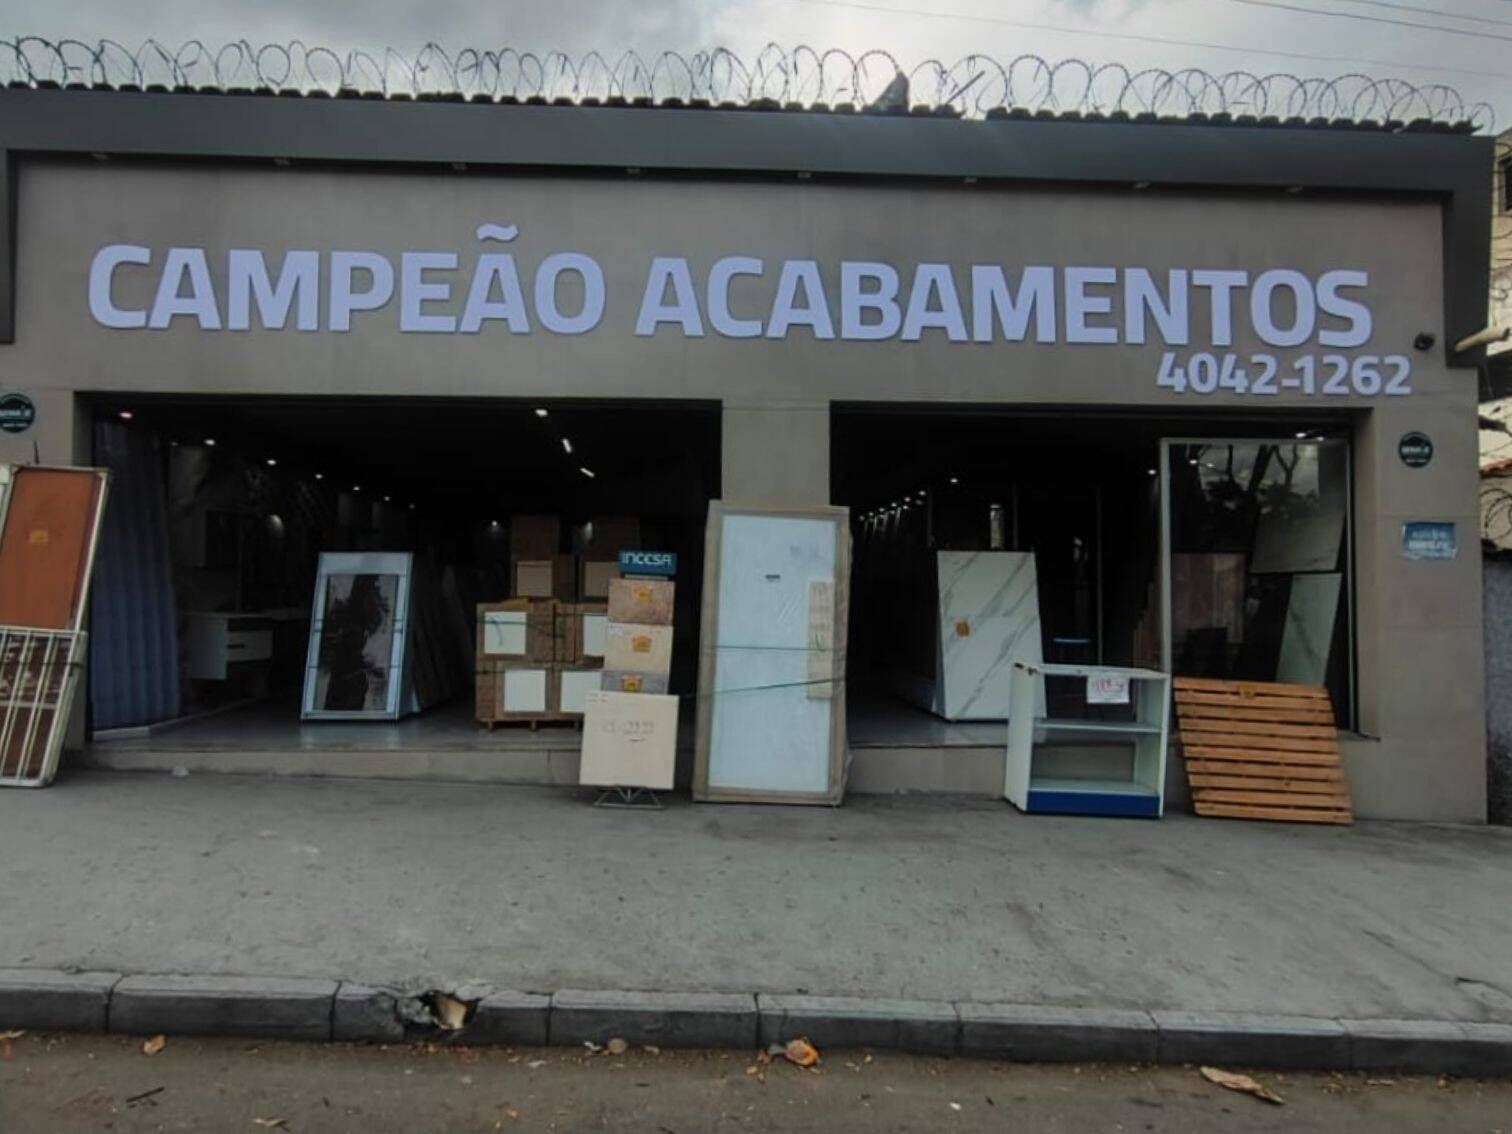 CAMPEÃO ACABAMENTOS
4042-1262
INCESA